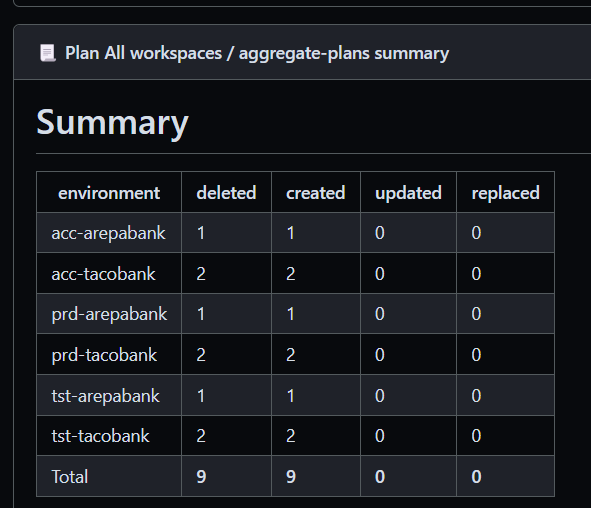 Plan All workspaces / aggregate-plans summary
Summary
environment deleted created updated replaced
acc-arepabank 1 1 0 0
acc-tacobank 2 2 0 0
prd-arepabank 1 1 0 0
prd-tacobank 2 2 0 0
tst-arepabank 1 1 0 0
tst-tacobank 2 2 0 0
Total 9 9 0 0